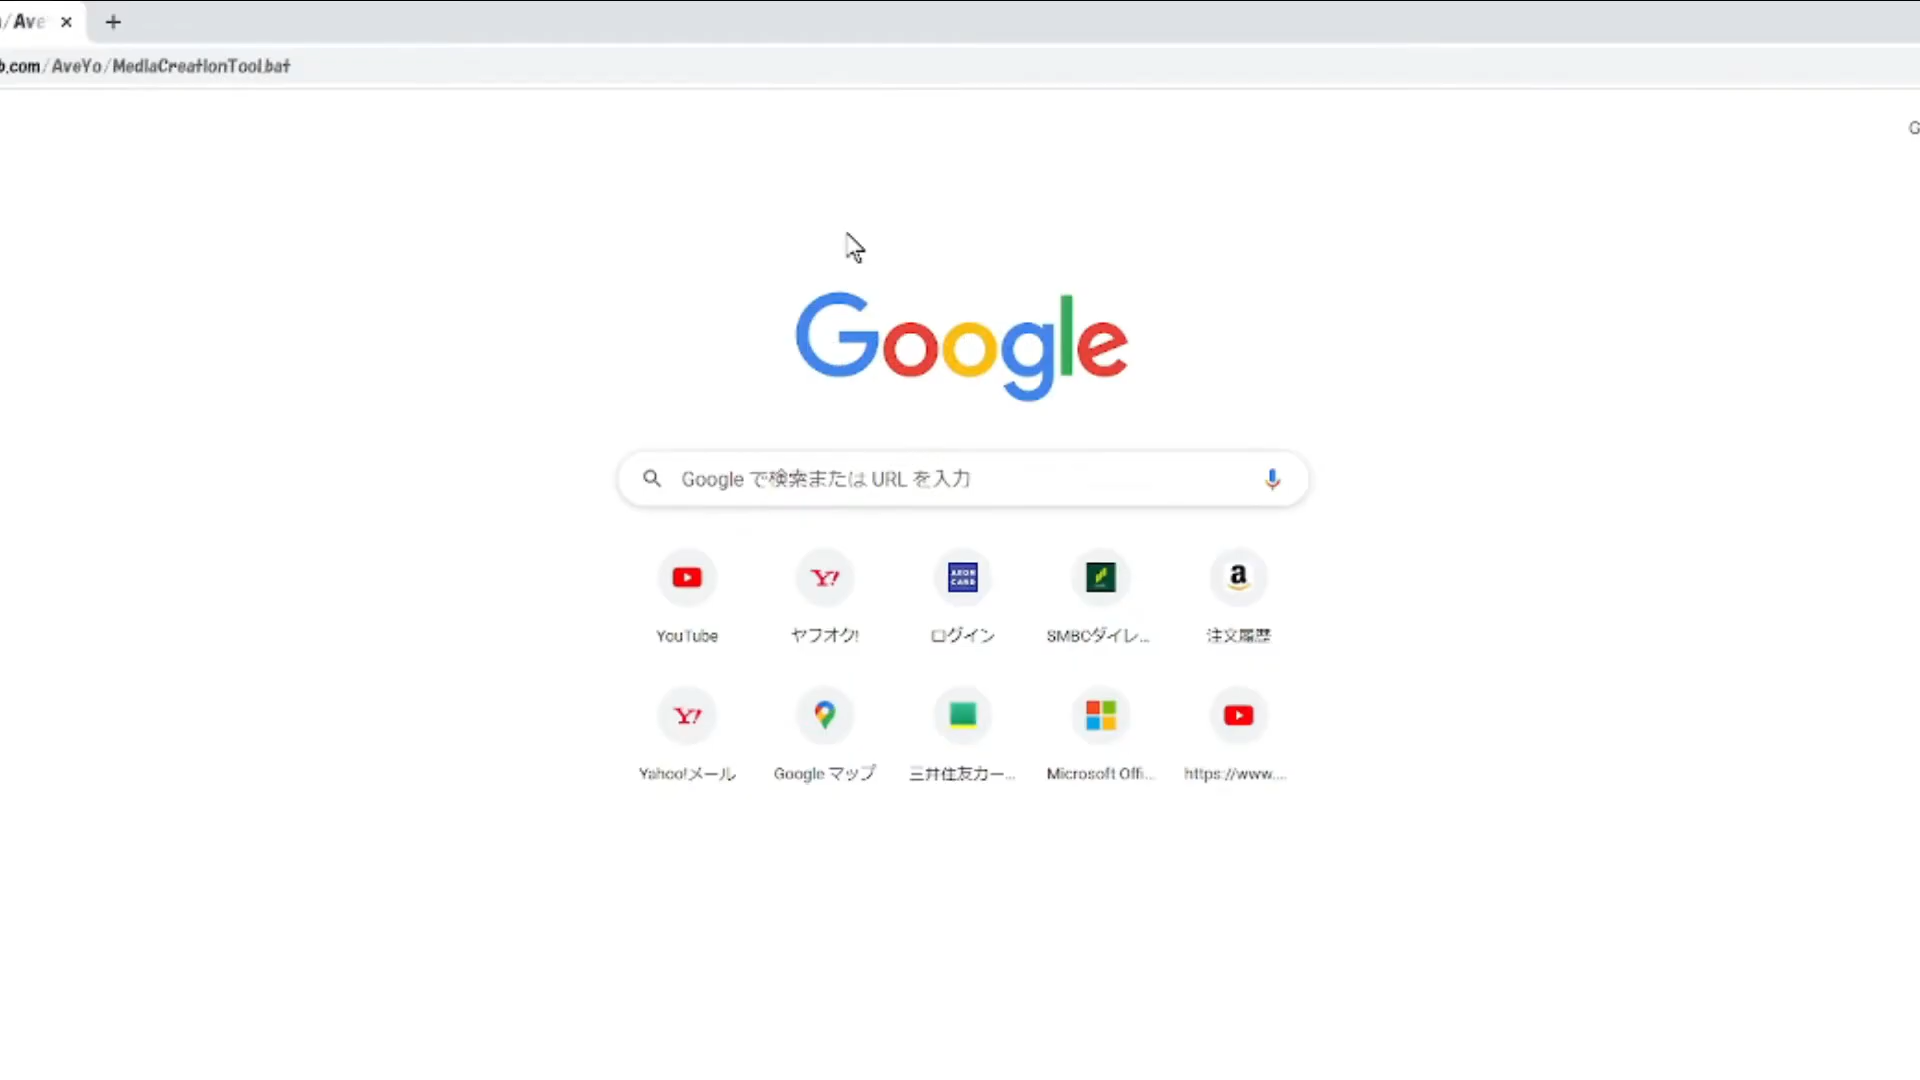 /Ave
b.com/AveYo/MediaCreationTool.bat
G
Google
Google で検索または URL を入力
YouTube
ヤフオク!
ログイン
SMBCダイレ...
注文履歴
Yahoo!メール
Google マップ
三井住友カー...
Microsoft Offi...
https://www....